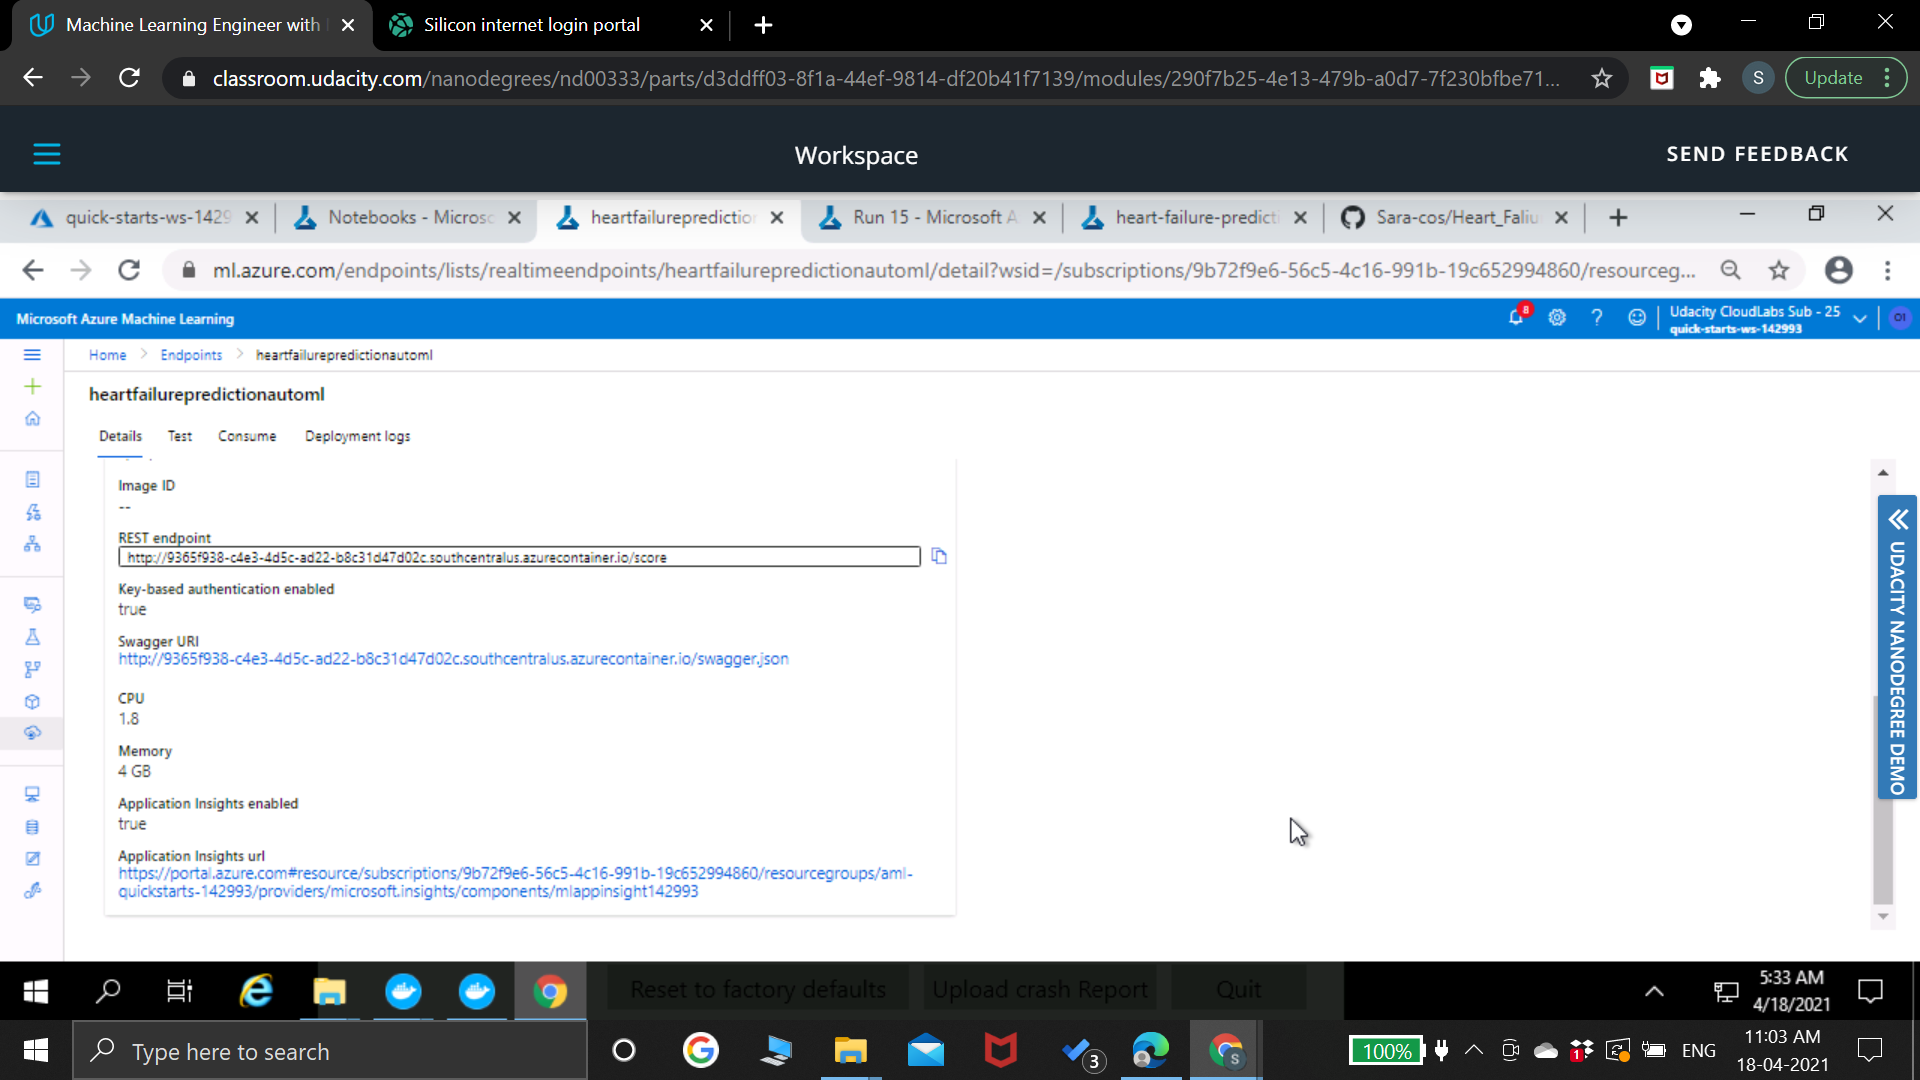 Machine Learning Engineer with
Silicon internet login portal
classroom.udacity.com/nanodegrees/nd00333/parts/d3ddff03-8f1a-44ef-9814-df20b41f7139/modules/290f7b25-4e13-479b-a0d7-7f230bfbe71...
S
Update
Workspace
SEND FEEDBACK
quick-starts-ws-1429
Notebooks - Microsc
heartfailureprediction
Run 15 - Microsoft A
heart-failure-predicti
Sara-cos/Heart_Faliu
ml.azure.com/endpoints/lists/realtimeendpoints/heartfailurepredictionautoml/detail?wsid=/subscriptions/9b72f9e6-56c5-4c16-991b-19c652994860/resourceg...
Microsoft Azure Machine Learning
8
?
Udacity CloudLabs Sub - 25
quick-starts-ws-142993
OI
Home
Endpoints
heartfailurepredictionautoml
heartfailurepredictionautoml
Details
Test
Consume
Deployment logs
Image ID
--
REST endpoint
http://9365f938-c4e3-4d5c-ad22-b8c31d47d02c.southcentralus.azurecontainer.io/score
Key-based authentication enabled
true
Swagger URI
http://9365f938-c4e3-4d5c-ad22-b8c31d47d02c.southcentralus.azurecontainer.io/swagger.json
CPU
1.8
Memory
4 GB
Application Insights enabled
true
Application Insights url
https://portal.azure.com#resource/subscriptions/9b72f9e6-56c5-4c16-991b-19c652994860/resourcegroups/aml-
quickstarts-142993/providers/microsoft.insights/components/mlappinsight142993
UDACITY NANODEGREE DEMO
Reset to factory defaults
Upload crash Report
Quit
5:33 AM
4/18/2021
Type here to search
3
S
100%
1
ENG
11:03 AM
18-04-2021